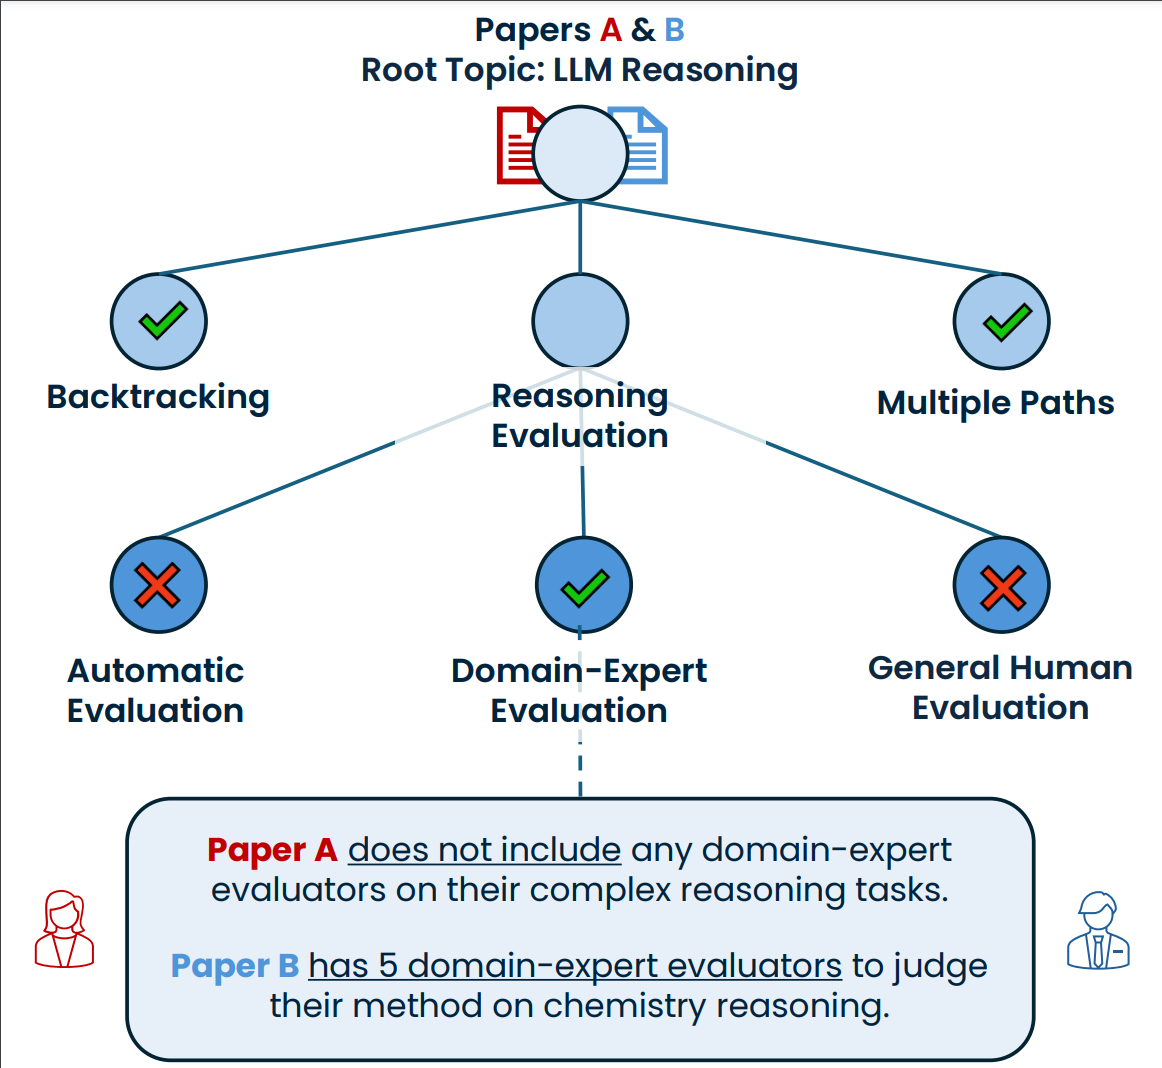 Papers A & B
Root Topic: LLM Reasoning
Backtracking
Reasoning
Evaluation
Multiple Paths
Automatic
Evaluation
Domain-Expert
Evaluation
General Human
Evaluation
Paper A does not include any domain-expert
evaluators on their complex reasoning tasks.
Paper B has 5 domain-expert evaluators to judge
their method on chemistry reasoning.